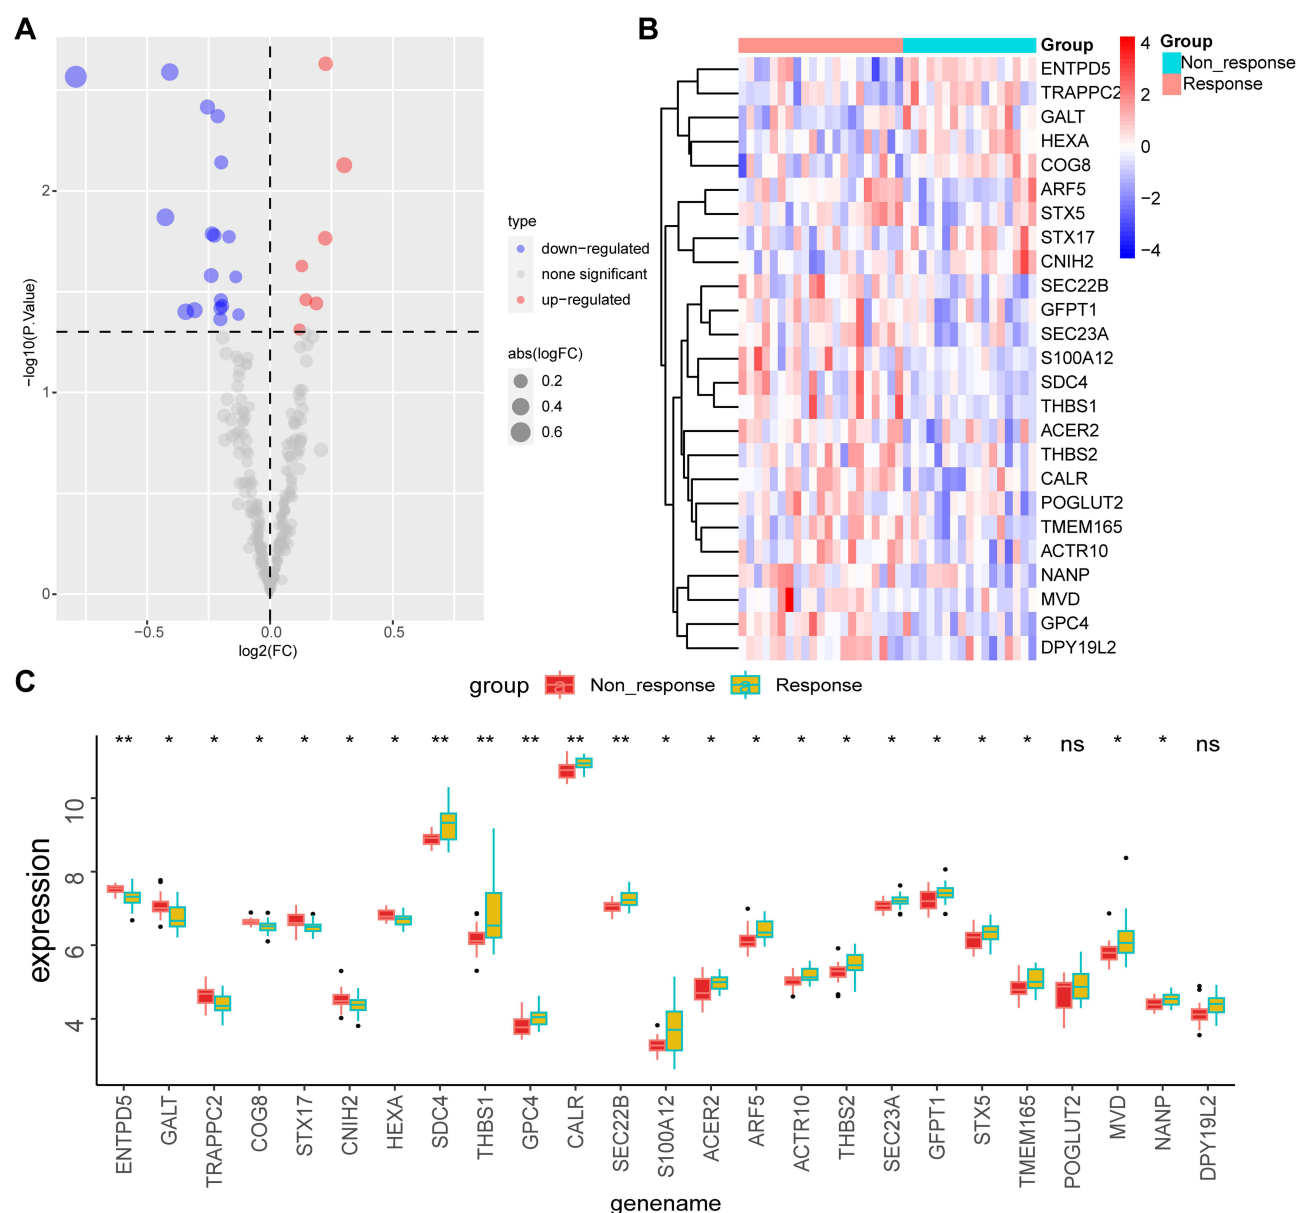 A
−log10(P.Value)
2
1
0
−0.5
0.0
0.5
log2(FC)
type
down−regulated
none significant
up−regulated
abs(logFC)
0.2
0.4
0.6
B
Group
ENTPD5
TRAPPC2
GALT
HEXA
COG8
ARF5
STX5
STX17
CNIH2
SEC22B
GFPT1
SEC23A
S100A12
SDC4
THBS1
ACER2
THBS2
CALR
POGLUT2
TMEM165
ACTR10
NANP
MVD
GPC4
DPY19L2
4
2
0
−2
−4
Group
Non_response
Response
C
group
a Non_response
a Response
** * * * * * * ** ** ** ** ** * * * * * * * * * ns * * ns
expression
10
8
6
4
ENTPD5
GALT
TRAPPC2
COG8
STX17
CNIH2
HEXA
SDC4
THBS1
GPC4
CALR
SEC22B
S100A12
ACER2
ARF5
ACTR10
THBS2
SEC23A
GFPT1
STX5
TMEM165
POGLUT2
MVD
NANP
DPY19L2
genename